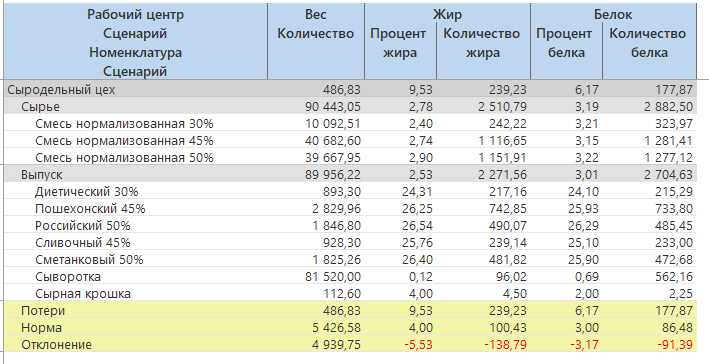 Рабочий центр Вес Жир Белок
Сценарий Количество Процент Количество Процент Количество
Номенклатура жира жира белка белка
Сценарий
Сыродельный цех 486,83 9,53 239,23 6,17 177,87
Сырье 90 443,05 2,78 2 510,79 3,19 2 882,50
Смесь нормализованная 30% 10 092,51 2,40 242,22 3,21 323,97
Смесь нормализованная 45% 40 682,60 2,74 1 116,65 3,15 1 281,41
Смесь нормализованная 50% 39 667,95 2,90 1 151,91 3,22 1 277,12
Выпуск 89 956,22 2,53 2 271,56 3,01 2 704,63
Диетический 30% 893,30 24,31 217,16 24,10 215,29
Пошехонский 45% 2 829,96 26,25 742,85 25,93 733,80
Российский 50% 1 846,80 26,54 490,07 26,29 485,45
Сливочный 45% 928,30 25,76 239,14 25,10 233,00
Сметанковый 50% 1 825,26 26,40 481,82 25,90 472,68
Сыворотка 81 520,00 0,12 96,02 0,69 562,16
Сырная крошка 112,60 4,00 4,50 2,00 2,25
Потери 486,83 9,53 239,23 6,17 177,87
Норма 5 426,58 4,00 100,43 3,00 86,48
Отклонение 4 939,75 -5,53 -138,79 -3,17 -91,39